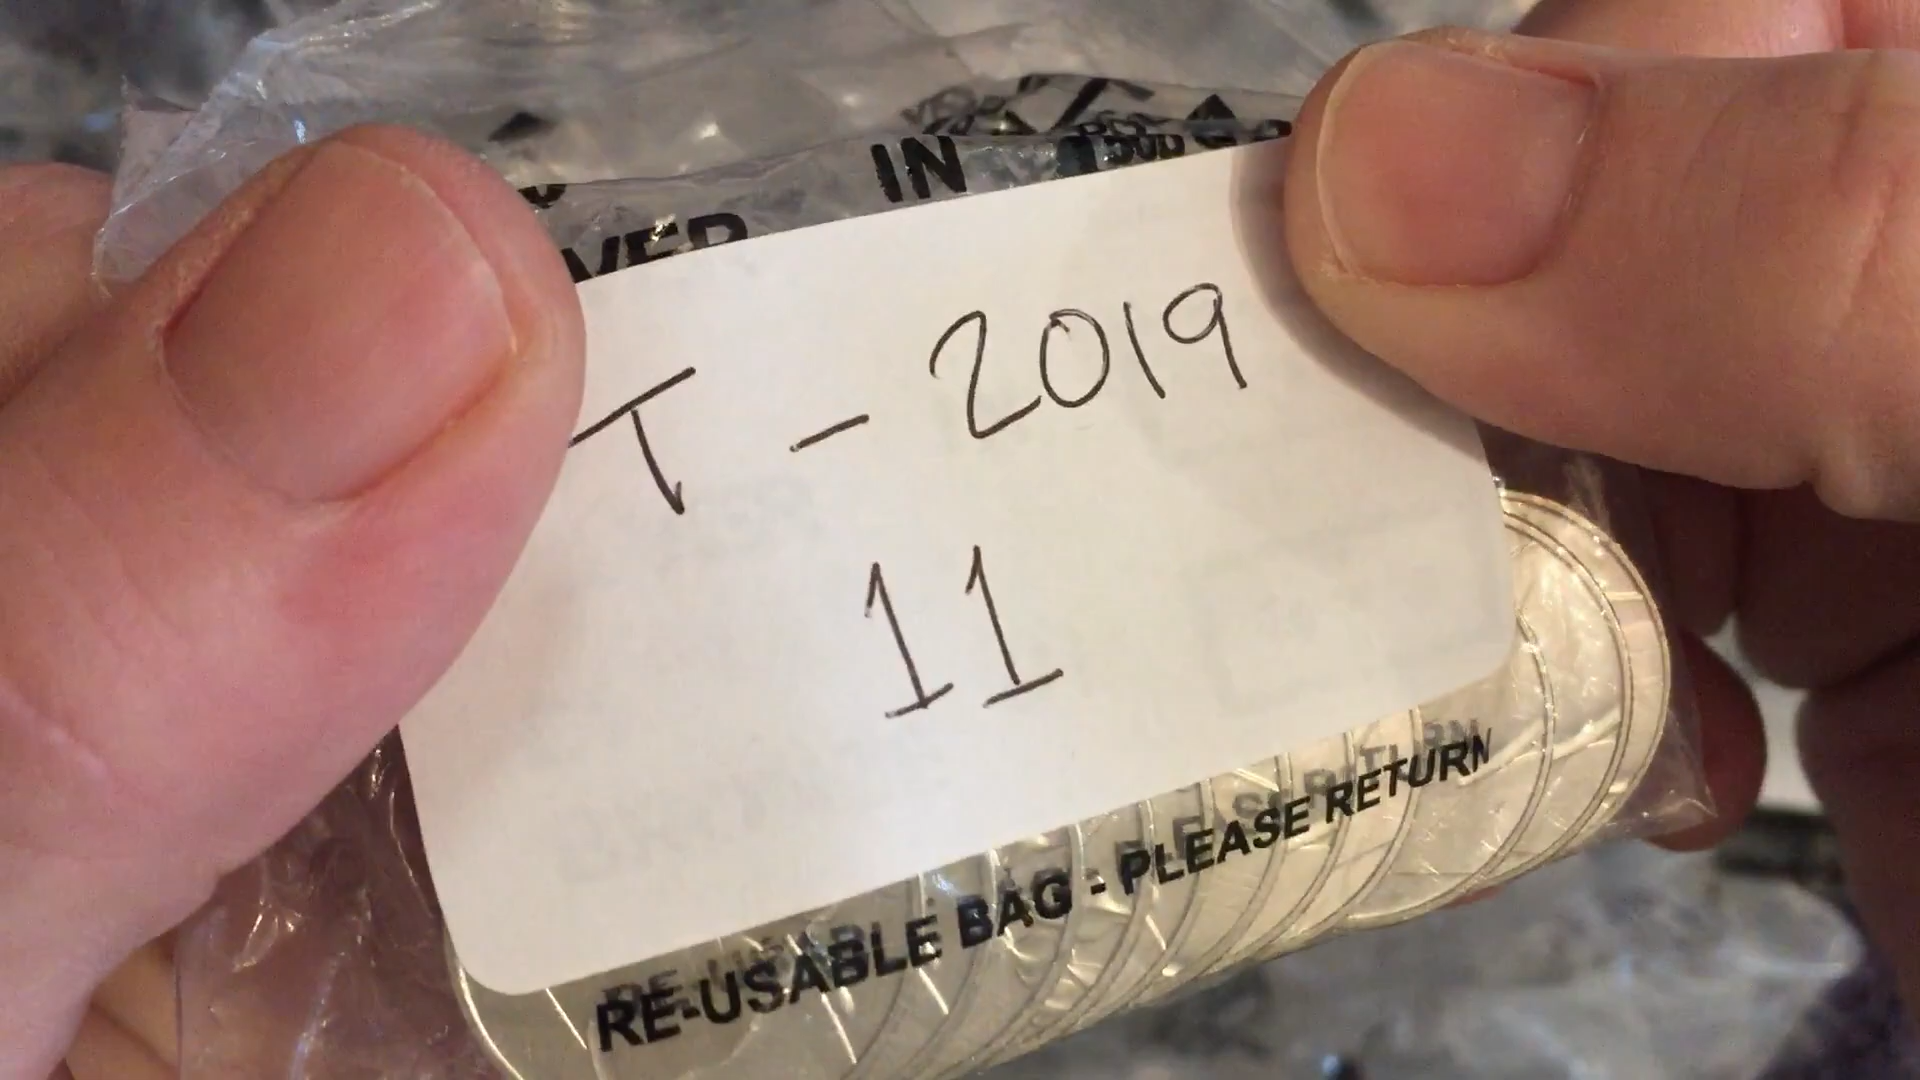 IN
T - 2019
11
RE-USABLE BAG - PLEASE RETURN